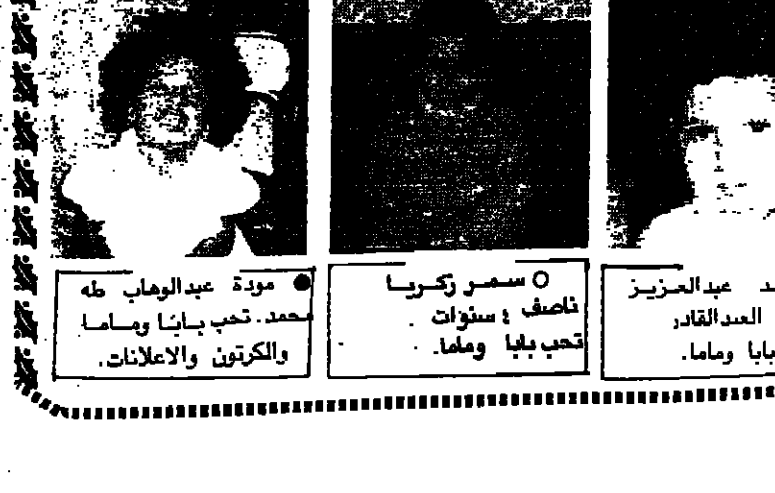 عبدالعزيز
العبدالقادر
بابا وماما.
سمر زكريا
ناصف ٤ سنوات
تحب بابا وماما.
مودة عبدالوهاب طه
محمد. تحب بابا وماما
والكرتون والاعلانات.